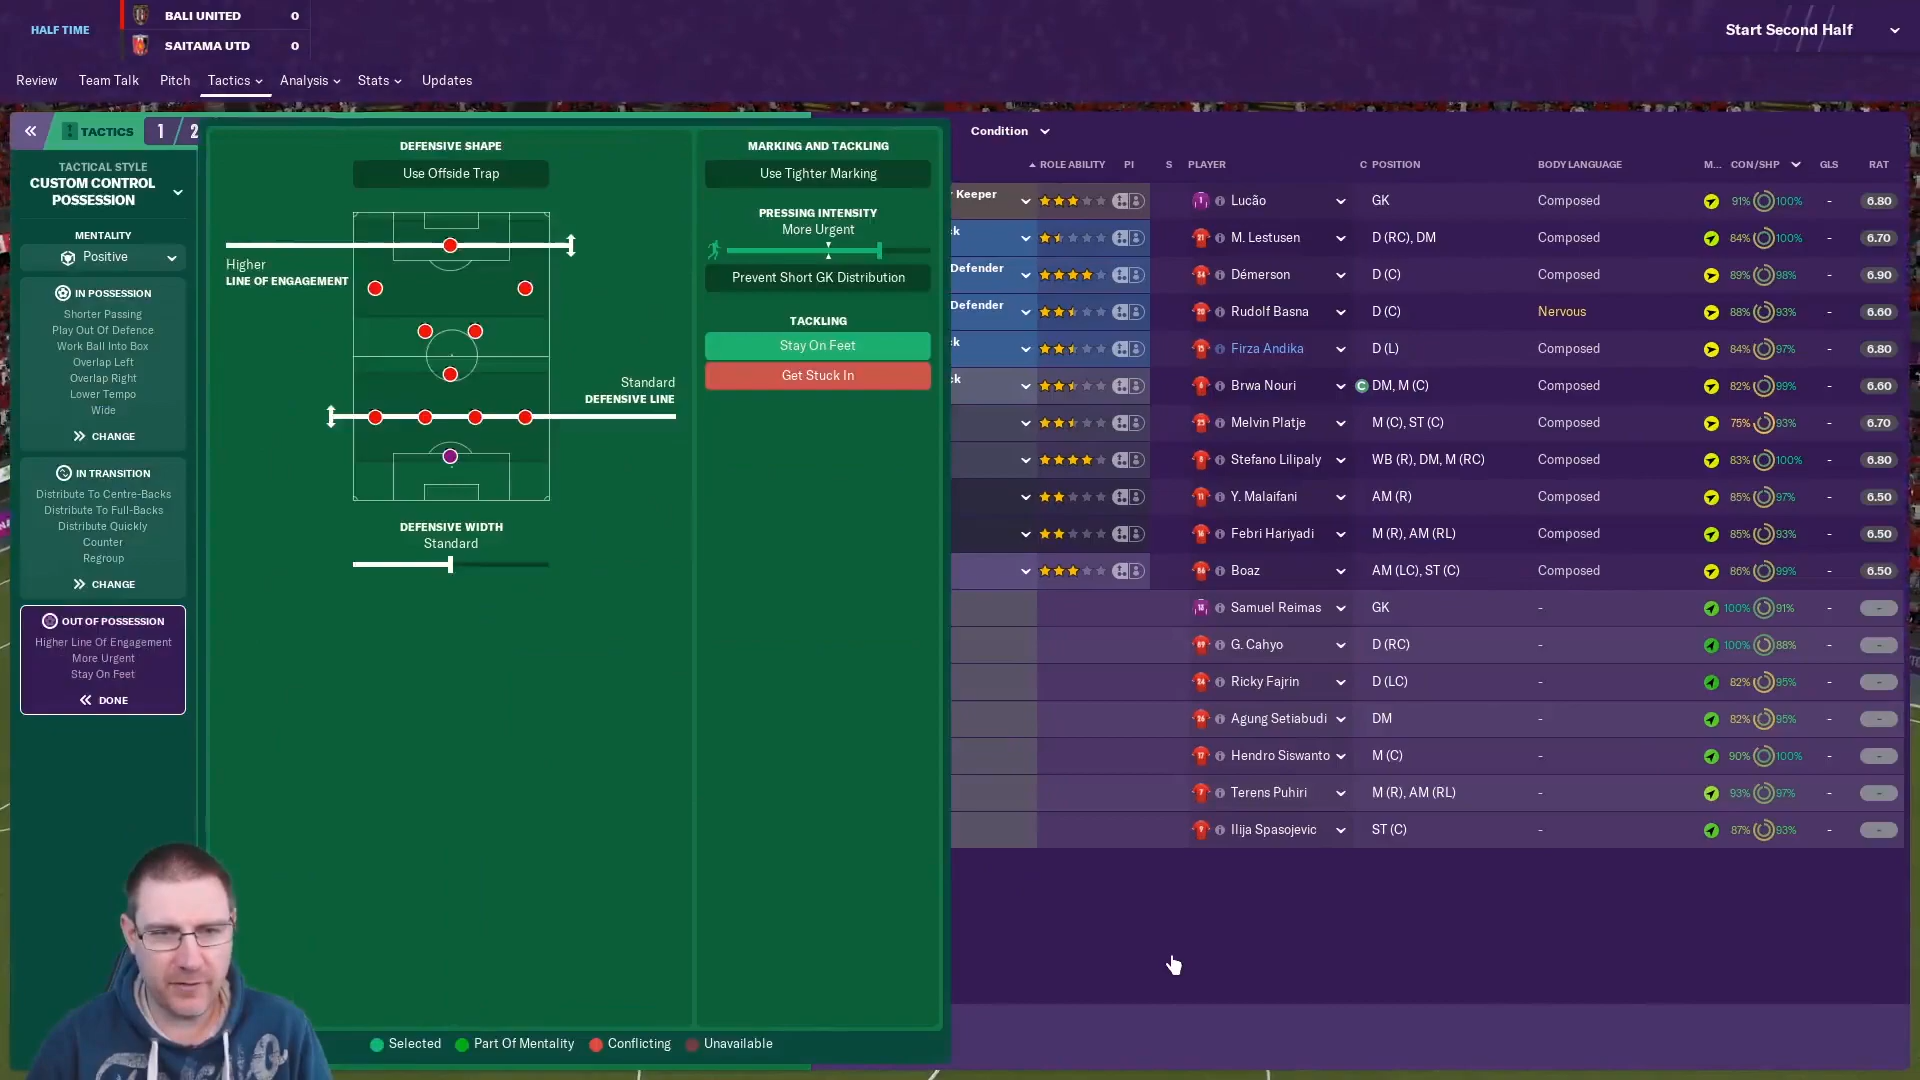 HALF TIME
BALI UNITED 0
SAITAMA UTD 0
Start Second Half
Review Team Talk Pitch Tactics Analysis Stats Updates
TACTICS 1 2
TACTICAL STYLE
CUSTOM CONTROL
POSSESSION
MENTALITY
Positive
IN POSSESSION
Shorter Passing
Play Out Of Defence
Work Ball Into Box
Overlap Left
Overlap Right
Lower Tempo
Wide
CHANGE
IN TRANSITION
Distribute To Centre-Backs
Distribute To Full-Backs
Distribute Quickly
Counter
Regroup
CHANGE
OUT OF POSSESSION
Higher Line Of Engagement
More Urgent
Stay On Feet
DONE
DEFENSIVE SHAPE
Use Offside Trap
Higher
LINE OF ENGAGEMENT
Standard
DEFENSIVE LINE
DEFENSIVE WIDTH
Standard
MARKING AND TACKLING
Use Tighter Marking
PRESSING INTENSITY
More Urgent
Prevent Short GK Distribution
TACKLING
Stay On Feet
Get Stuck In
Selected Part Of Mentality Conflicting Unavailable
Condition
ROLE ABILITY PI S PLAYER C POSITION BODY LANGUAGE M... CON/SHP GLS RAT
Keeper Lucão GK Composed 91% 100% - 6.80
ck M. Lestusen D (RC), DM Composed 84% 100% - 6.70
Defender Démerson D (C) Composed 89% 98% - 6.90
Defender Rudolf Basna D (C) Nervous 88% 93% - 6.60
ck Firza Andika D (L) Composed 84% 97% - 6.80
ck Brwa Nouri C DM, M (C) Composed 82% 99% - 6.60
Melvin Platje M (C), ST (C) Composed 75% 93% - 6.70
Stefano Lilipaly WB (R), DM, M (RC) Composed 83% 100% - 6.80
Y. Malaifani AM (R) Composed 85% 97% - 6.50
Febri Hariyadi M (R), AM (RL) Composed 85% 93% - 6.50
Boaz AM (LC), ST (C) Composed 86% 99% - 6.50
Samuel Reimas GK - 100% 91% - -
G. Cahyo D (RC) - 100% 88% - -
Ricky Fajrin D (LC) - 82% 95% - -
Agung Setiabudi DM - 82% 95% - -
Hendro Siswanto M (C) - 90% 100% - -
Terens Puhiri M (R), AM (RL) - 93% 97% - -
Ilija Spasojevic ST (C) - 87% 93% - -